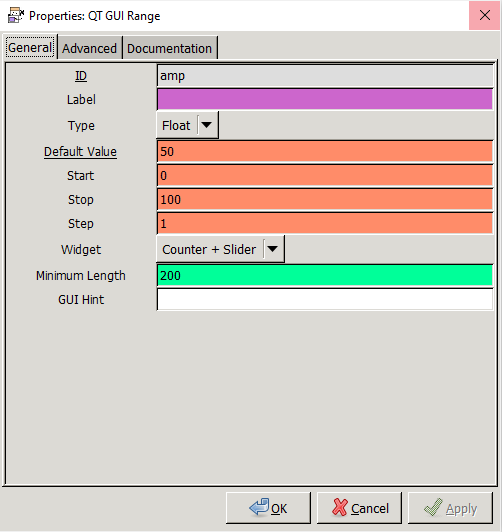 Properties: QT GUI Range
General Advanced Documentation
ID amp
Label
Type Float
Default Value 50
Start 0
Stop 100
Step 1
Widget Counter + Slider
Minimum Length 200
GUI Hint
OK Cancel Apply